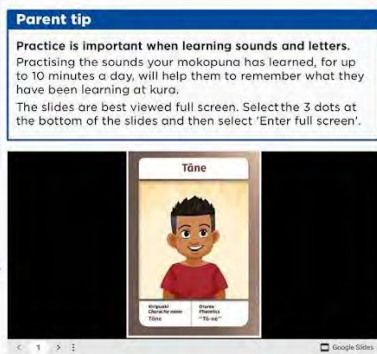 Parent tip
Practice is important when learning sounds and letters.
Practising the sounds your mokopuna has learned, for up
to 10 minutes a day, will help them to remember what they
have been learning at kura.
The slides are best viewed full screen. Select the 3 dots at
the bottom of the slides and then select 'Enter full screen'.
Tāne
Character name
Tāne
Phonetics
1
Google Slides